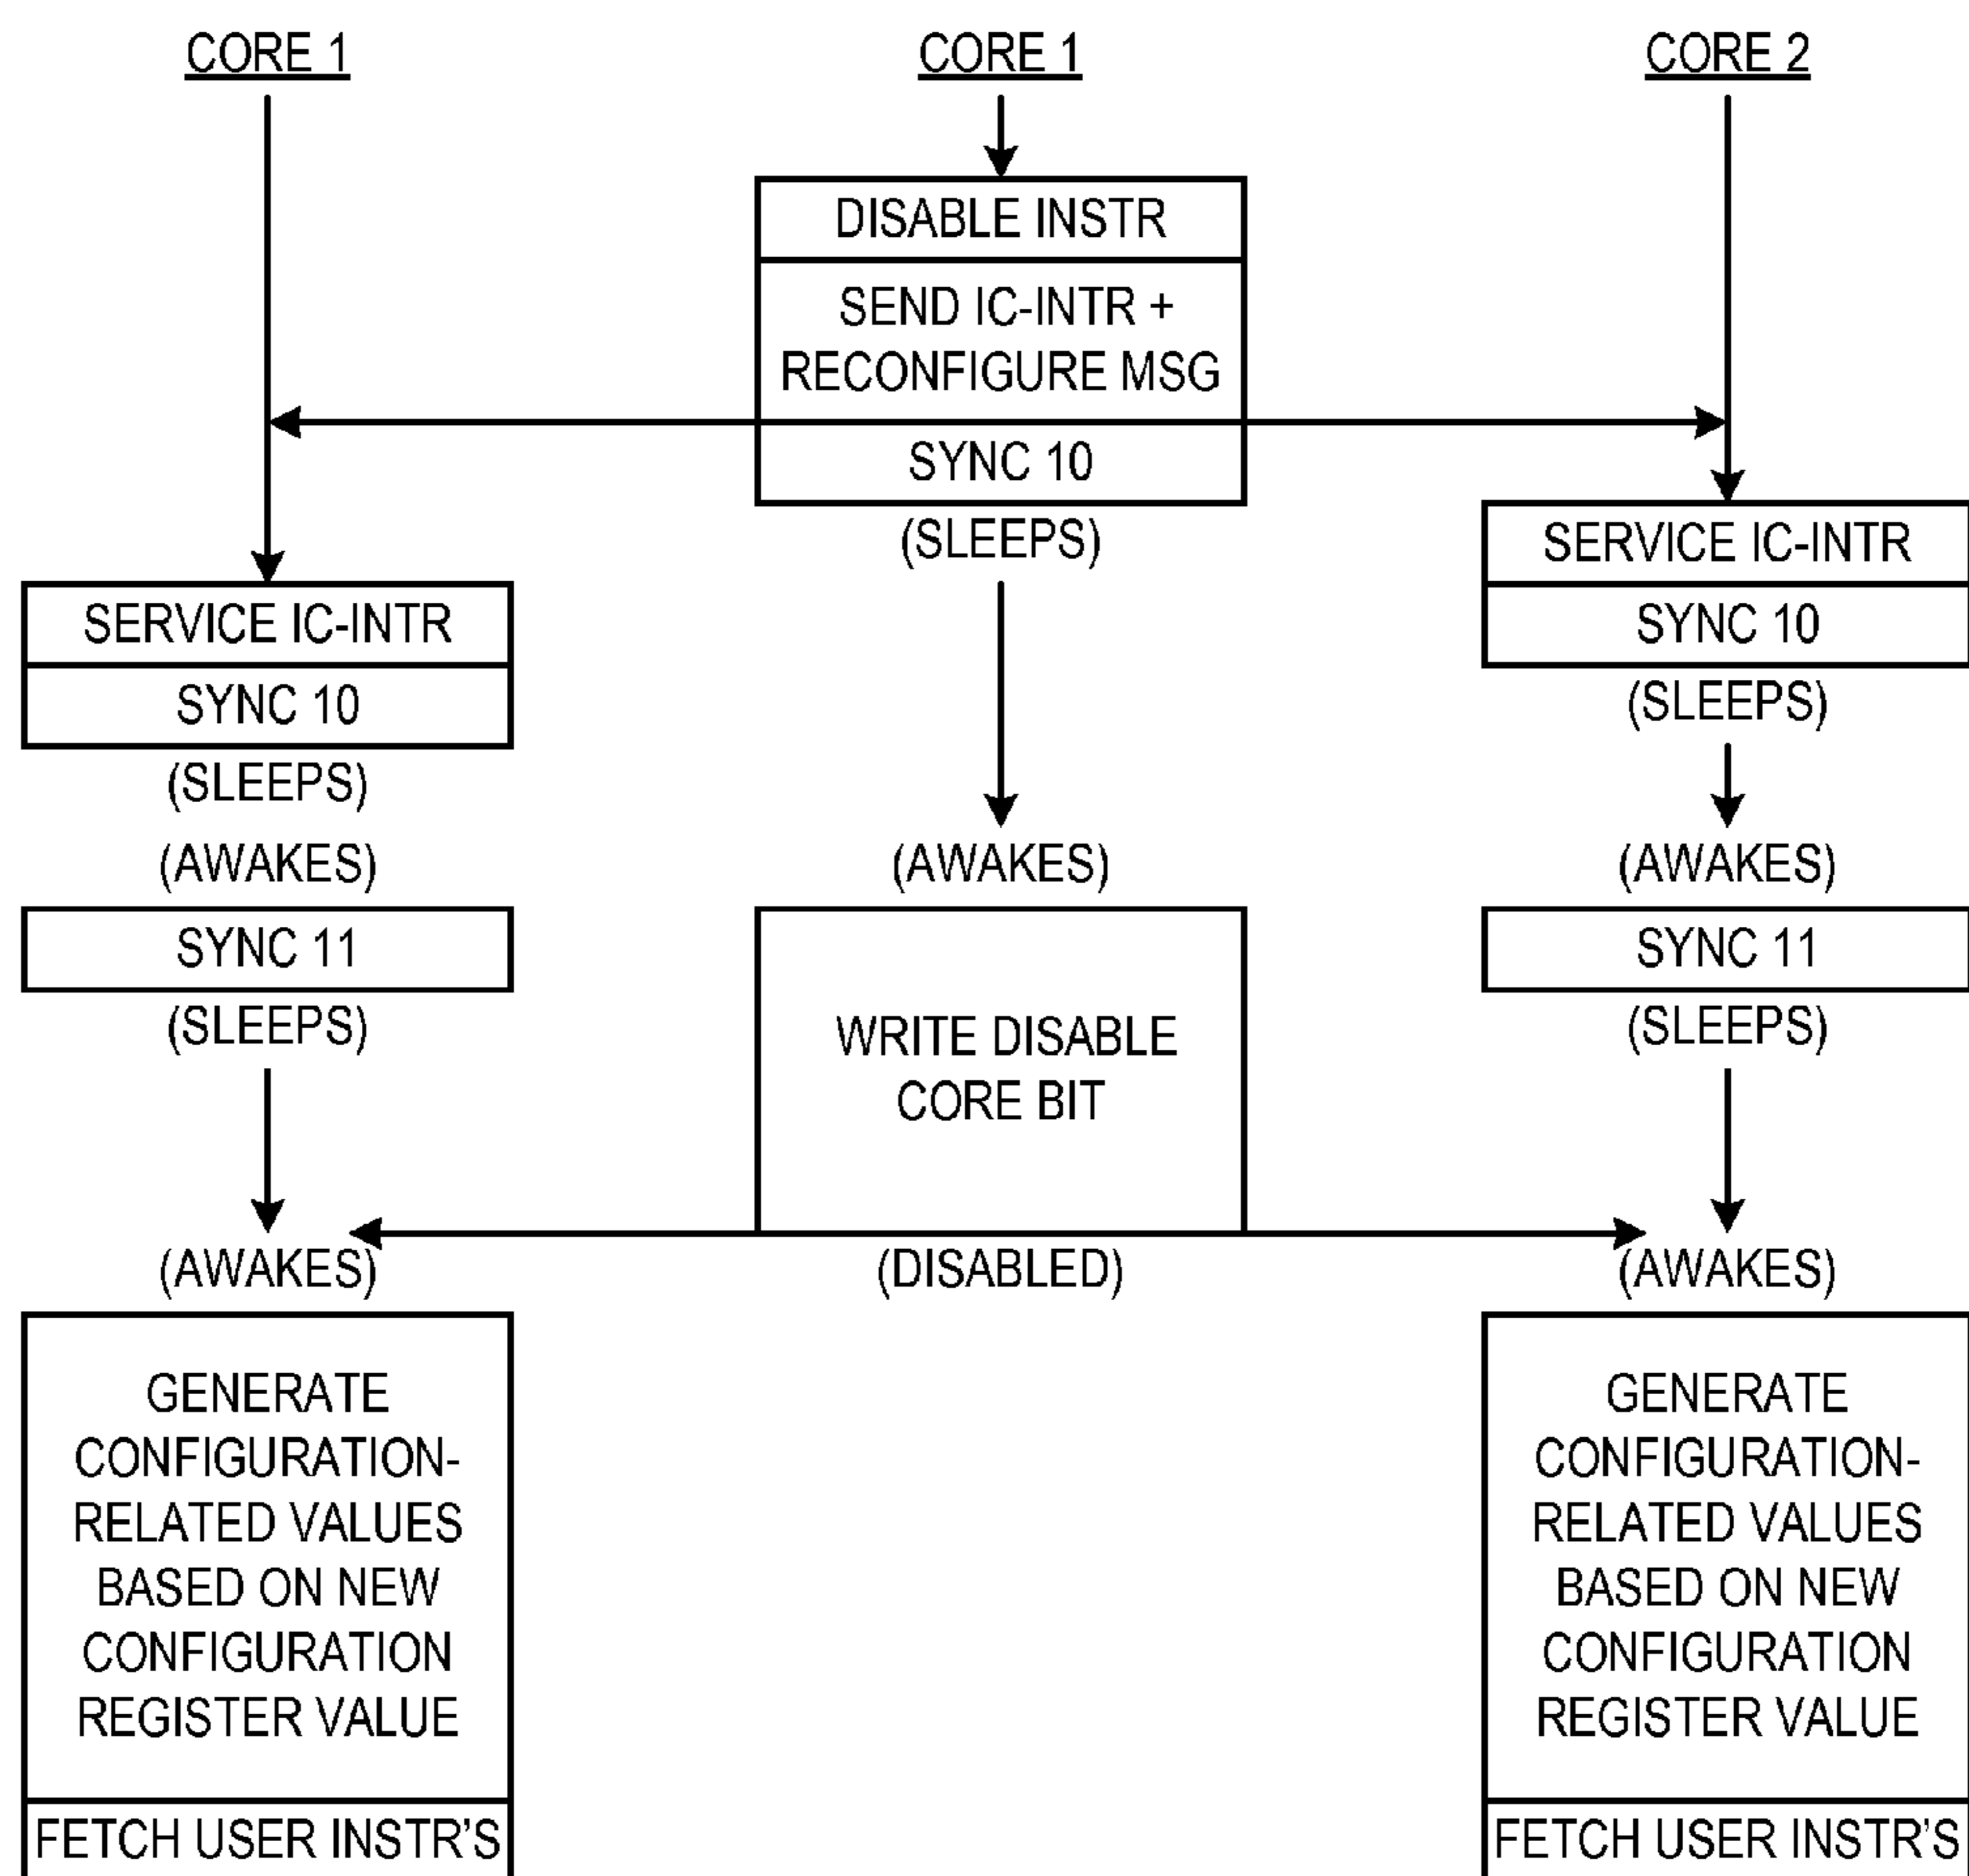 CORE 1
CORE 1
CORE 2
DISABLE INSTR
SEND IC-INTR +
RECONFIGURE MSG
SYNC 10
(SLEEPS)
SERVICE IC-INTR
SYNC 10
(SLEEPS)
SERVICE IC-INTR
SYNC 10
(SLEEPS)
(AWAKES)
(AWAKES)
(AWAKES)
SYNC 11
(SLEEPS)
WRITE DISABLE
CORE BIT
SYNC 11
(SLEEPS)
(AWAKES)
(DISABLED)
(AWAKES)
GENERATE
CONFIGURATION-
RELATED VALUES
BASED ON NEW
CONFIGURATION
REGISTER VALUE
FETCH USER INSTR'S
GENERATE
CONFIGURATION-
RELATED VALUES
BASED ON NEW
CONFIGURATION
REGISTER VALUE
FETCH USER INSTR'S